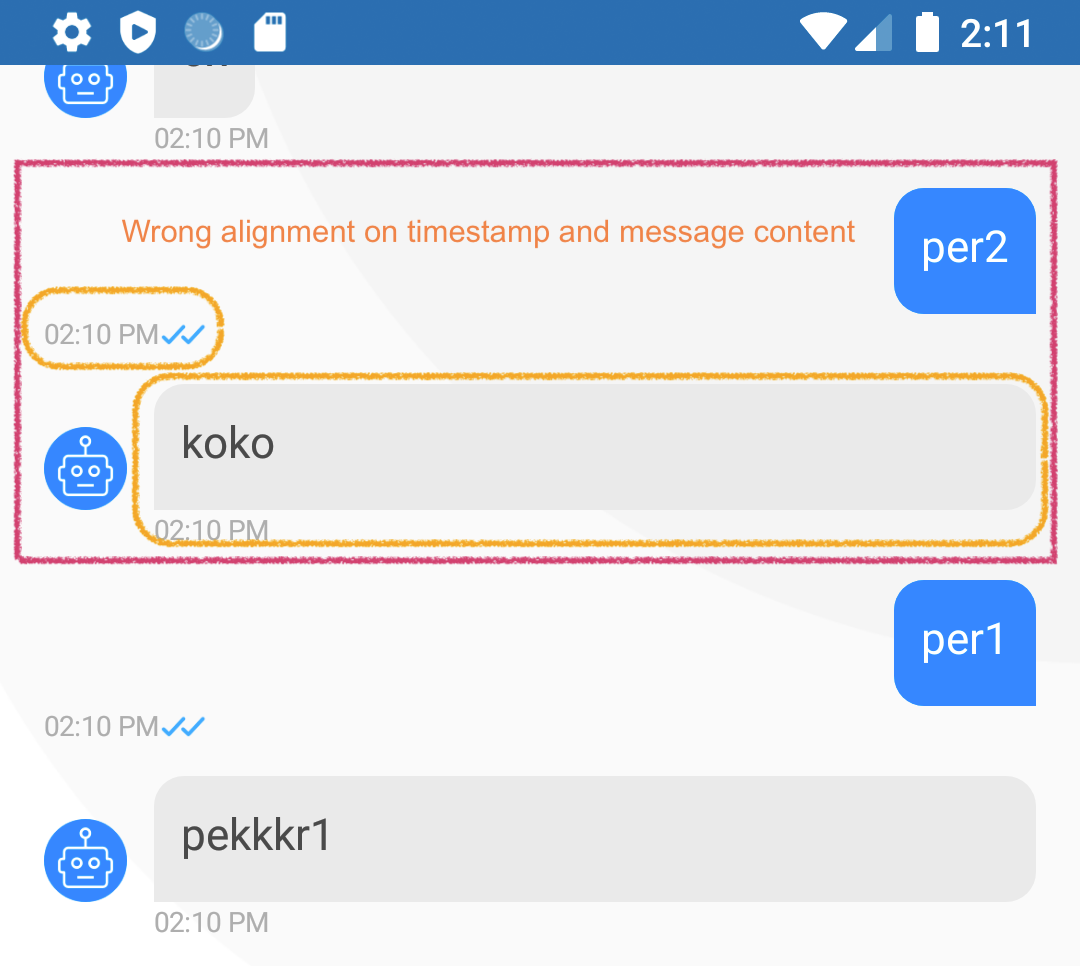 2:11
02:10 PM
Wrong alignment on timestamp and message content
per2
02:10 PM
koko
02:10 PM
per1
02:10 PM
pekkkr1
02:10 PM